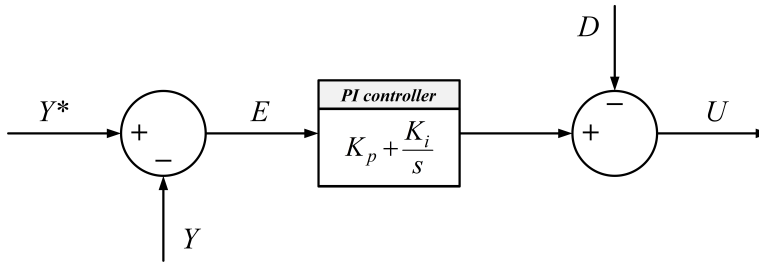 D
Y*
+
−
E
PI controller
K_p + K_i/s
+
−
U
Y